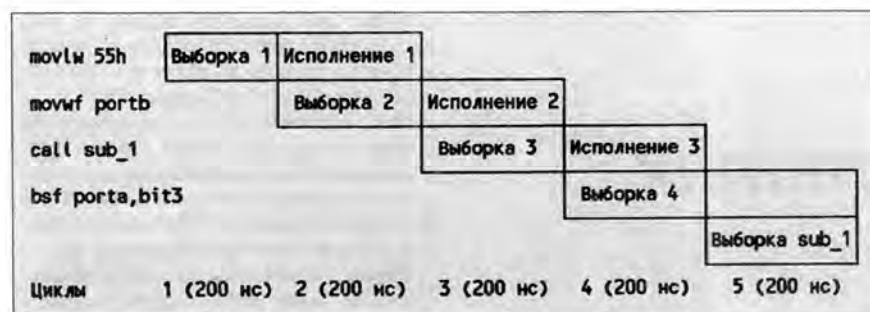 movlw 55h Выборка 1 Исполнение 1
movwf portb Выборка 2 Исполнение 2
call sub_1 Выборка 3 Исполнение 3
bsf porta,bit3 Выборка 4
Выборка sub_1
Циклы 1 (200 нс) 2 (200 нс) 3 (200 нс) 4 (200 нс) 5 (200 нс)